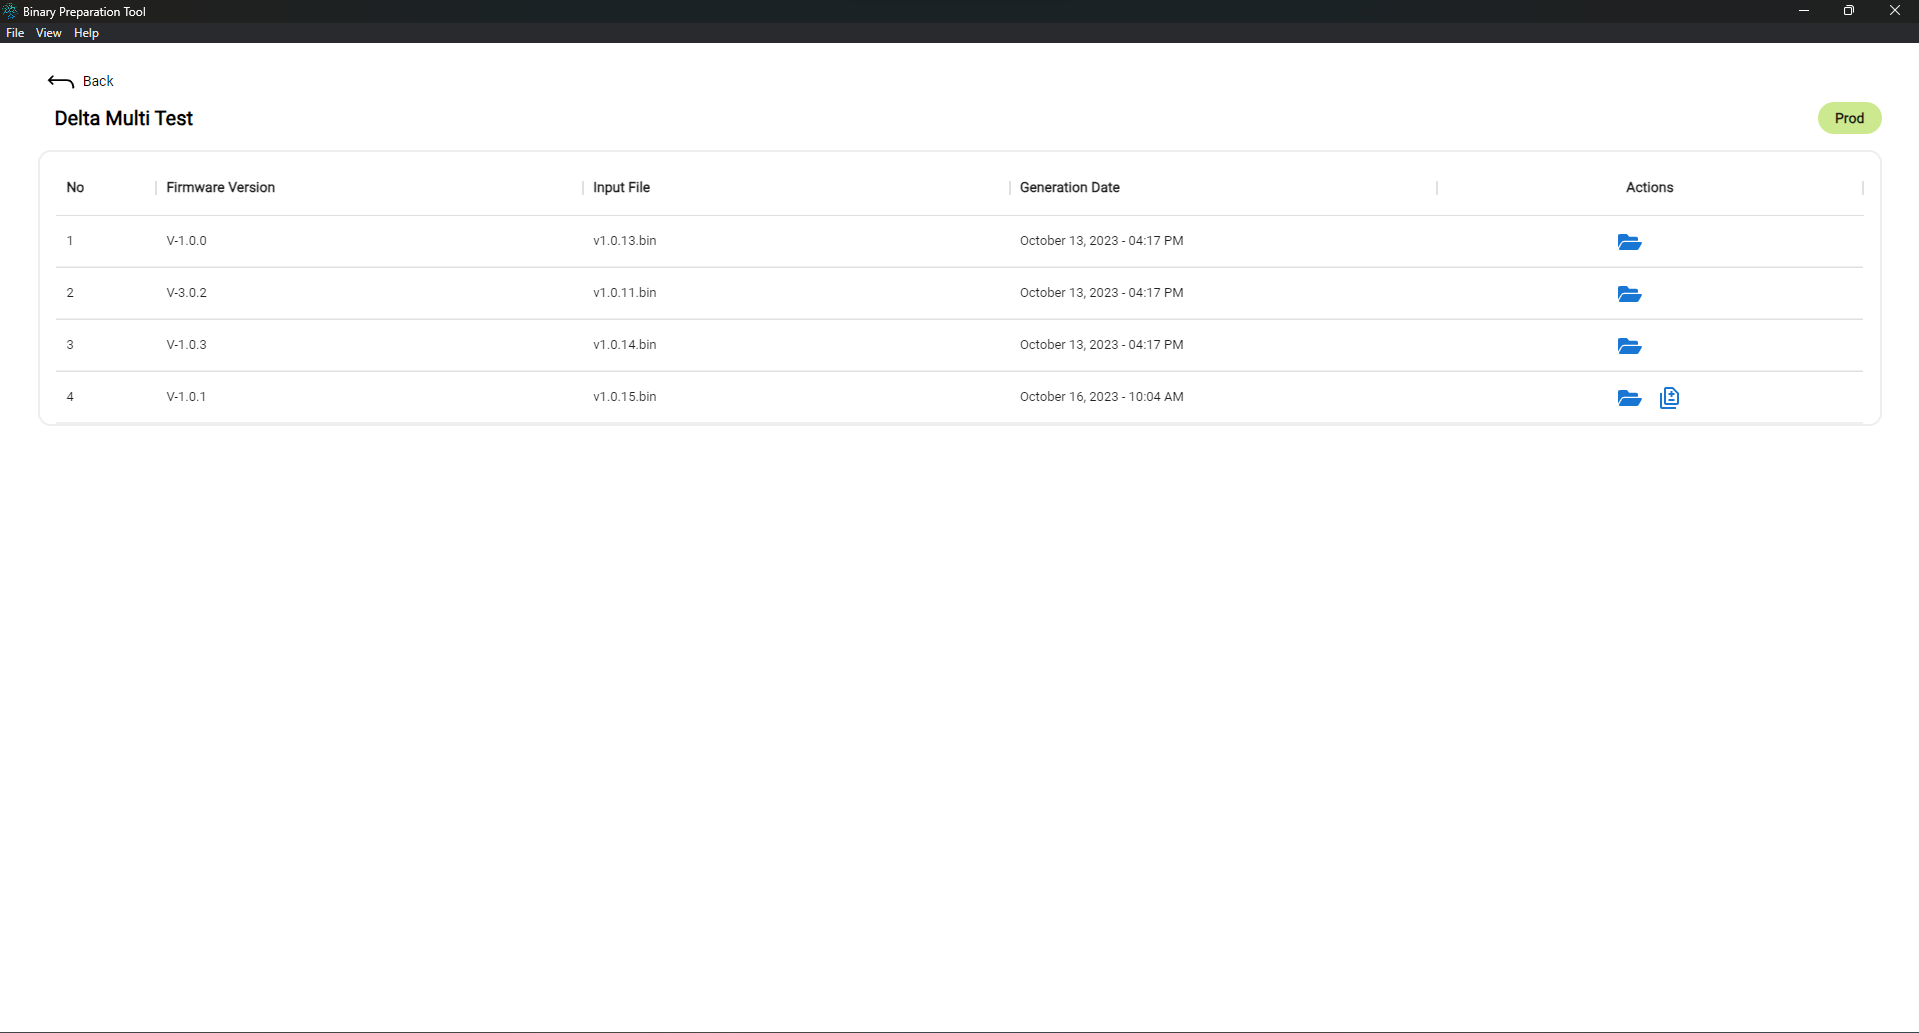 Binary Preparation Tool
File View Help
Back
Delta Multi Test
Prod
No Firmware Version Input File Generation Date Actions
1 V-1.0.0 v1.0.13.bin October 13, 2023 - 04:17 PM
2 V-3.0.2 v1.0.11.bin October 13, 2023 - 04:17 PM
3 V-1.0.3 v1.0.14.bin October 13, 2023 - 04:17 PM
4 V-1.0.1 v1.0.15.bin October 16, 2023 - 10:04 AM